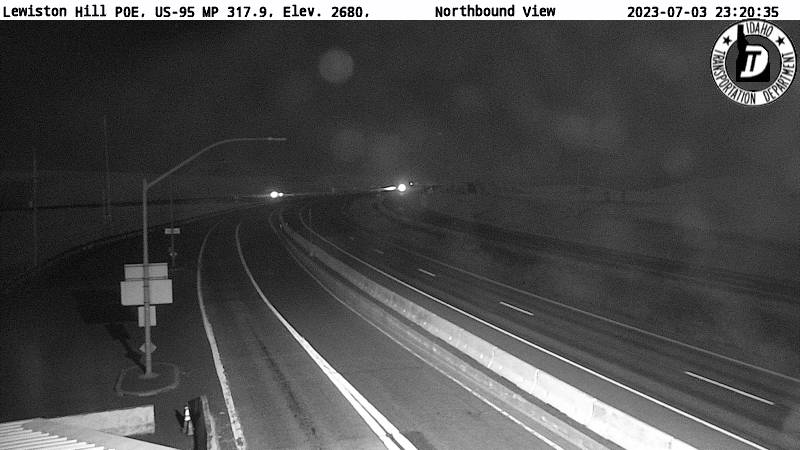 Lewiston Hill POE, US-95 MP 317.9, Elev. 2680, Northbound View 2023-07-03 23:20:35
IDAHO
TRANSPORTATION DEPARTMENT